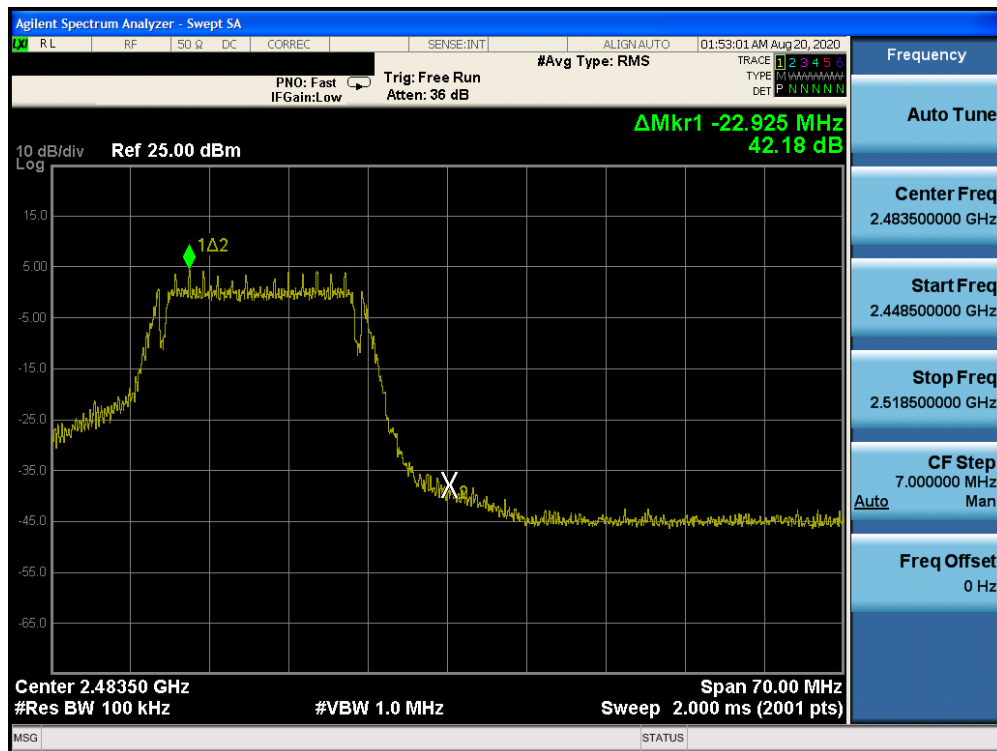 Agilent Spectrum Analyzer - Swept SA
LXI RL RF 50 Ω DC CORREC SENSE:INT ALIGN AUTO 01:53:01 AM Aug 20, 2020
Frequency
#Avg Type: RMS
TRACE 1 2 3 4 5 6
PNO: Fast Trig: Free Run
TYPE M
IFGain:Low Atten: 36 dB
DET P N N N N N
Auto Tune
ΔMkr1 -22.925 MHz
42.18 dB
10 dB/div Ref 25.00 dBm
Log
15.0
5.00
-5.00
-15.0
-25.0
-35.0
-45.0
-55.0
-65.0
1Δ2
X
Center Freq
2.483500000 GHz
Start Freq
2.448500000 GHz
Stop Freq
2.518500000 GHz
CF Step
7.000000 MHz
Auto Man
Freq Offset
0 Hz
Center 2.48350 GHz Span 70.00 MHz
#Res BW 100 kHz #VBW 1.0 MHz Sweep 2.000 ms (2001 pts)
MSG STATUS